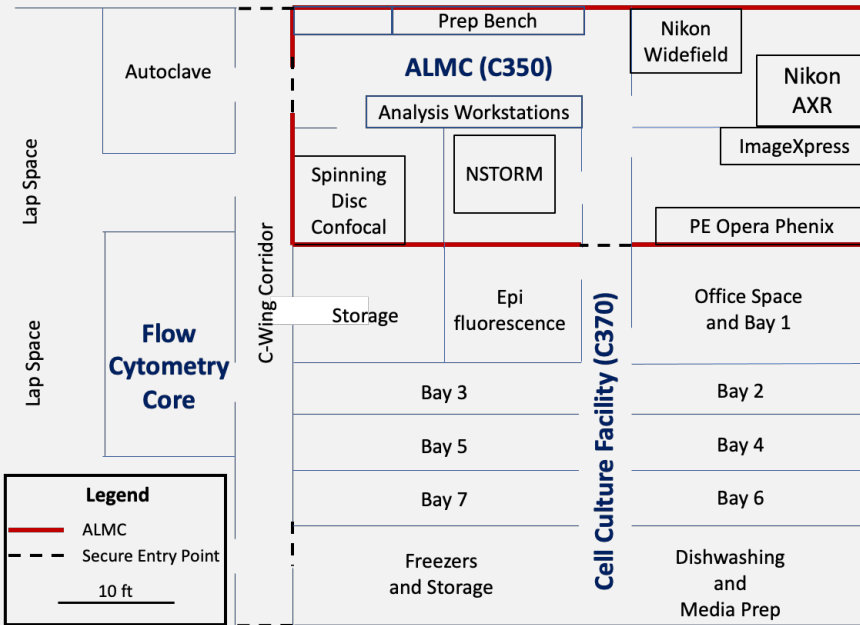 Prep Bench
Nikon
Widefield
Autoclave
ALMC (C350)
Nikon
AXR
Analysis Workstations
ImageXpress
Lap Space
Spinning
Disc
Confocal
NSTORM
PE Opera Phenix
C-Wing Corridor
Storage
Epi
fluorescence
Office Space
and Bay 1
Lap Space
Flow
Cytometry
Core
Cell Culture Facility (C370)
Bay 3
Bay 2
Bay 5
Bay 4
Bay 7
Bay 6
Legend
ALMC
Secure Entry Point
10 ft
Freezers
and Storage
Dishwashing
and
Media Prep